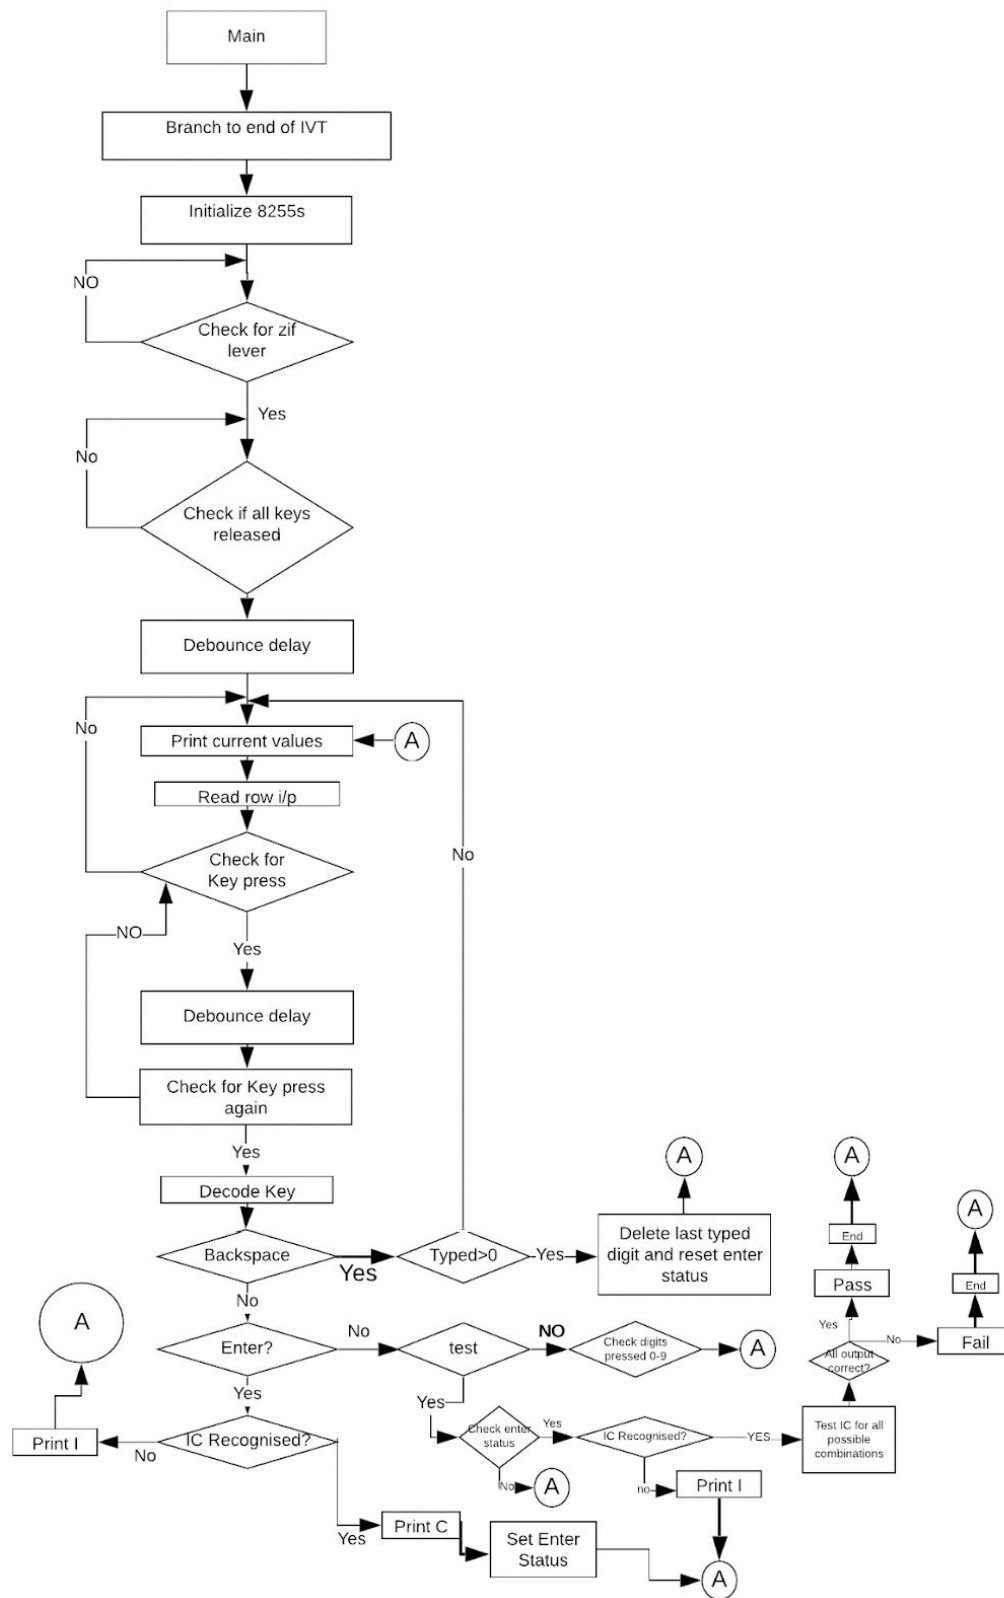 Main
Branch to end of IVT
Initialize 8255s
NO
Check for zif
lever
Yes
No
Check if all keys
released
Debounce delay
No
Print current values
A
Read row i/p
Check for
Key press
No
NO
Yes
Debounce delay
Check for Key press
again
Yes
Decode Key
Backspace
Yes
Typed>0
Yes
Delete last typed
digit and reset enter
status
A
A
End
Pass
Yes
A
End
No
Fail
No
A
Enter?
No
test
NO
Check digits
pressed 0-9
A
All output
correct?
Yes
Print I
No
IC Recognised?
Yes
Check enter
status
Yes
IC Recognised?
YES
Test IC for all
possible
combinations
No
A
no
Print I
Yes
Print C
Set Enter
Status
A